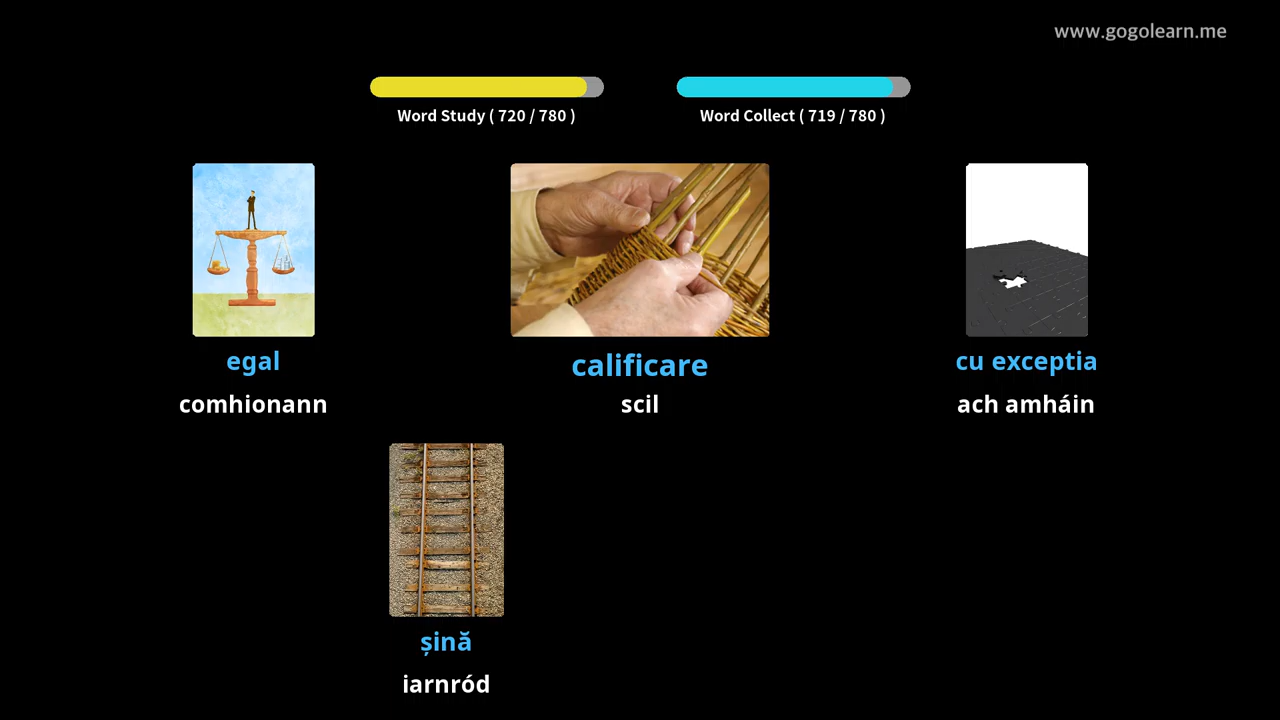 www.gogolearn.me
Word Study ( 720 / 780 )
Word Collect ( 719 / 780 )
egal
comhionann
calificare
scil
cu exceptia
ach amháin
șină
iarnród